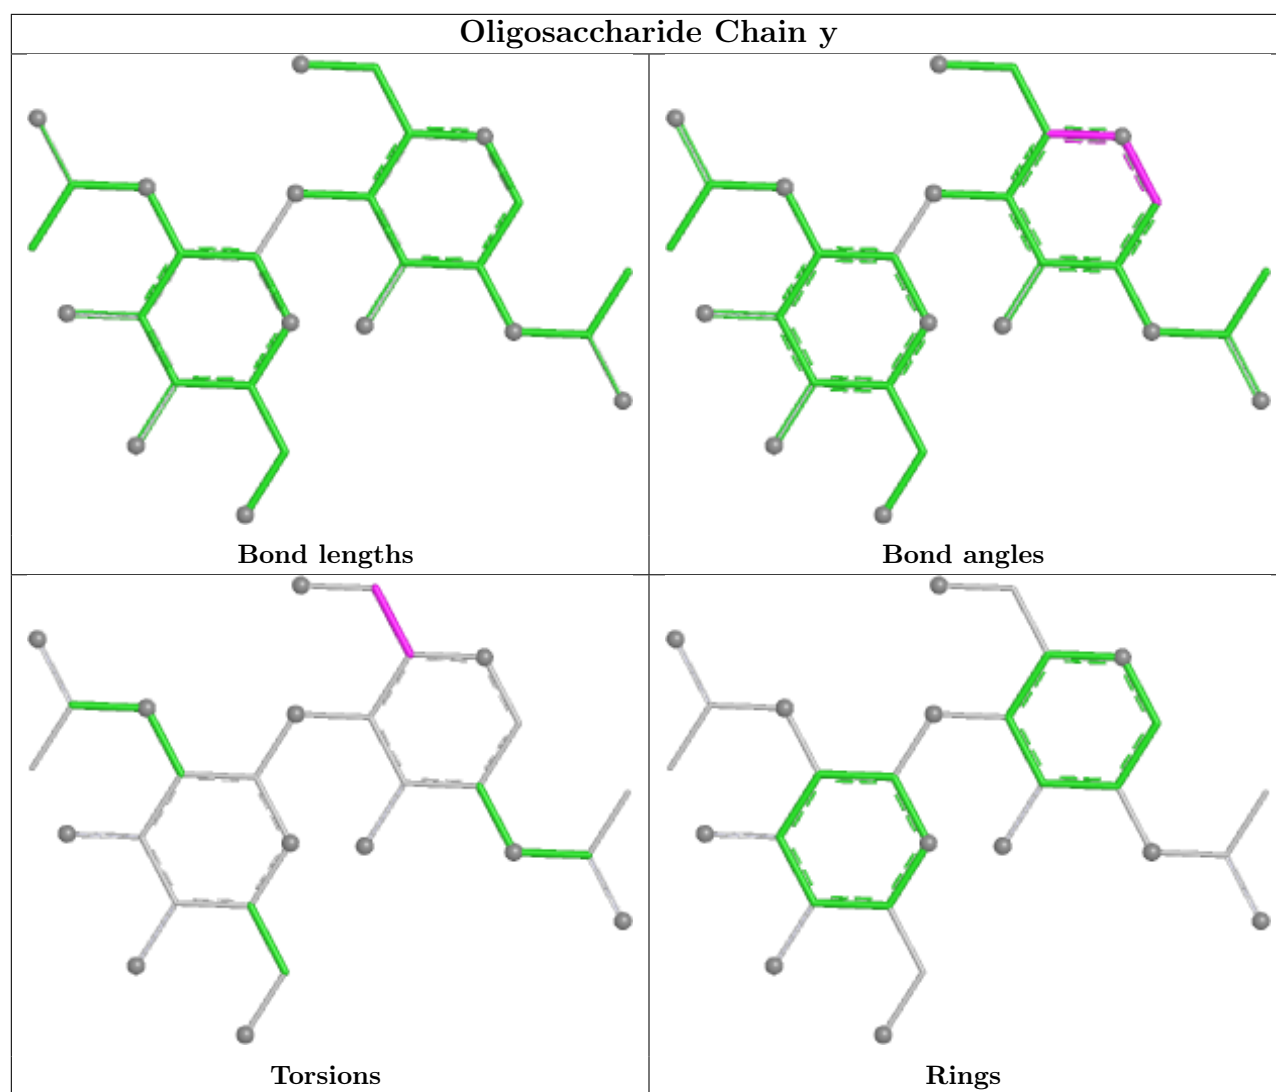 Oligosaccharide Chain y
Bond lengths
Bond angles
Torsions
Rings